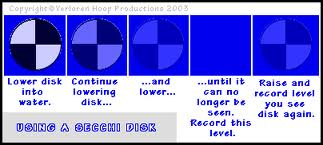 Copyright ©Vertored Hoop Productions 2003
Lower disk
into
water.
Continue
lowering
disk...
...and
lower...
...until it
can no
longer be
seen.
Record this
level.
Raise and
record level
you see
disk again.
USING A SECCHI DISK